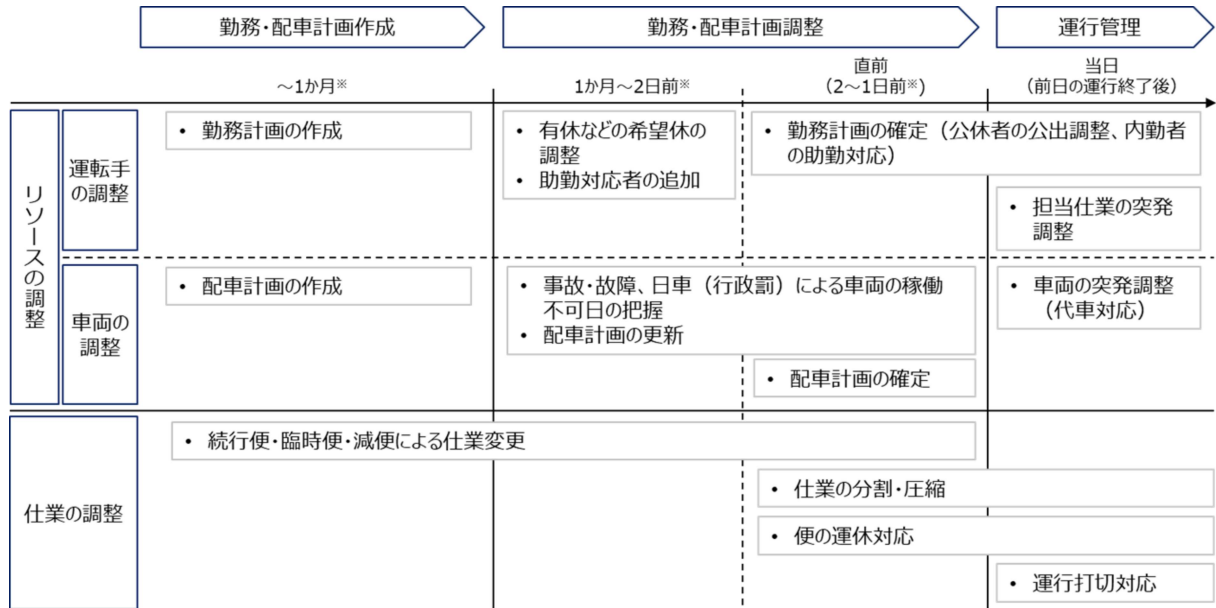 勤務・配車計画作成
勤務・配車計画調整
運行管理
～1か月※
1か月～2日前※
直前
（2～1日前※）
当日
（前日の運行終了後）
リソースの調整
運転手
の調整
• 勤務計画の作成
• 有休などの希望休の
調整
• 助勤対応者の追加
• 勤務計画の確定（公休者の公出調整、内勤者
の助勤対応）
• 担当仕業の突発
調整
車両の
調整
• 配車計画の作成
• 事故・故障、日車（行政罰）による車両の稼働
不可日の把握
• 配車計画の更新
• 配車計画の確定
• 車両の突発調整
（代車対応）
仕業の調整
• 続行便・臨時便・減便による仕業変更
• 仕業の分割・圧縮
• 便の運休対応
• 運行打切対応